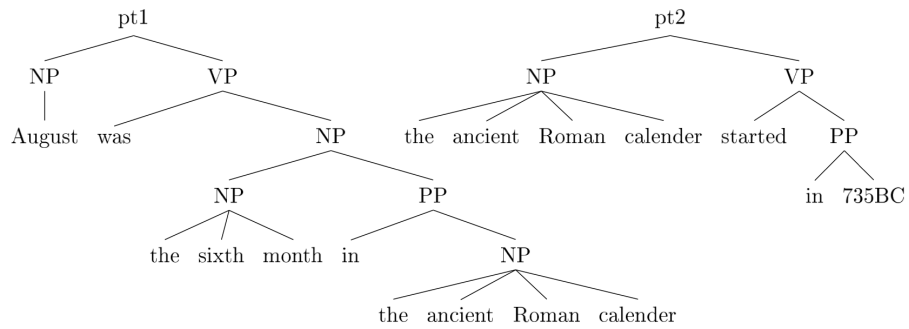 pt1 pt2
NP VP NP VP
August was NP the ancient Roman calender started PP
NP PP in 735BC
the sixth month in NP
the ancient Roman calender